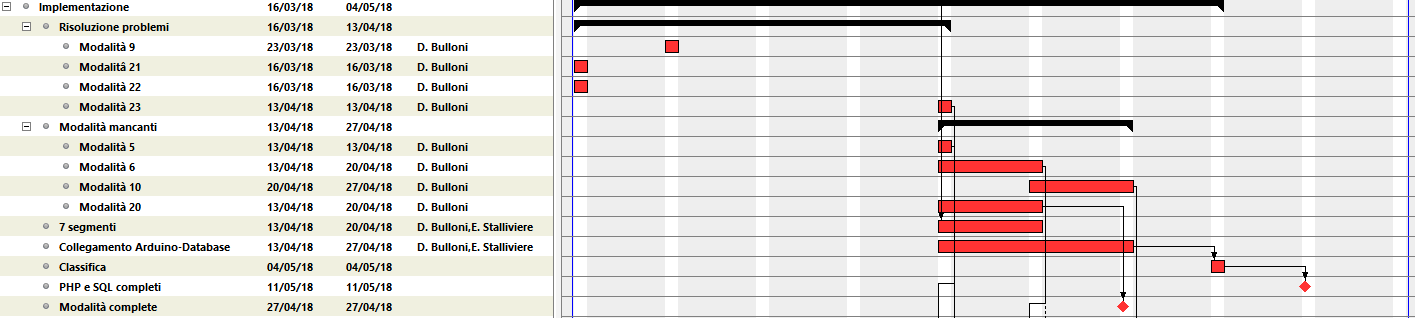 Implementazione 16/03/18 04/05/18
Risoluzione problemi 16/03/18 13/04/18
Modalità 9 23/03/18 23/03/18 D. Bulloni
Modalità 21 16/03/18 16/03/18 D. Bulloni
Modalità 22 16/03/18 16/03/18 D. Bulloni
Modalità 23 13/04/18 13/04/18 D. Bulloni
Modalità mancanti 13/04/18 27/04/18
Modalità 5 13/04/18 13/04/18 D. Bulloni
Modalità 6 13/04/18 20/04/18 D. Bulloni
Modalità 10 20/04/18 27/04/18 D. Bulloni
Modalità 20 13/04/18 20/04/18 D. Bulloni
7 segmenti 13/04/18 20/04/18 D. Bulloni,E. Stalliviere
Collegamento Arduino-Database 13/04/18 27/04/18 D. Bulloni,E. Stalliviere
Classifica 04/05/18 04/05/18
PHP e SQL completi 11/05/18 11/05/18
Modalità complete 27/04/18 27/04/18